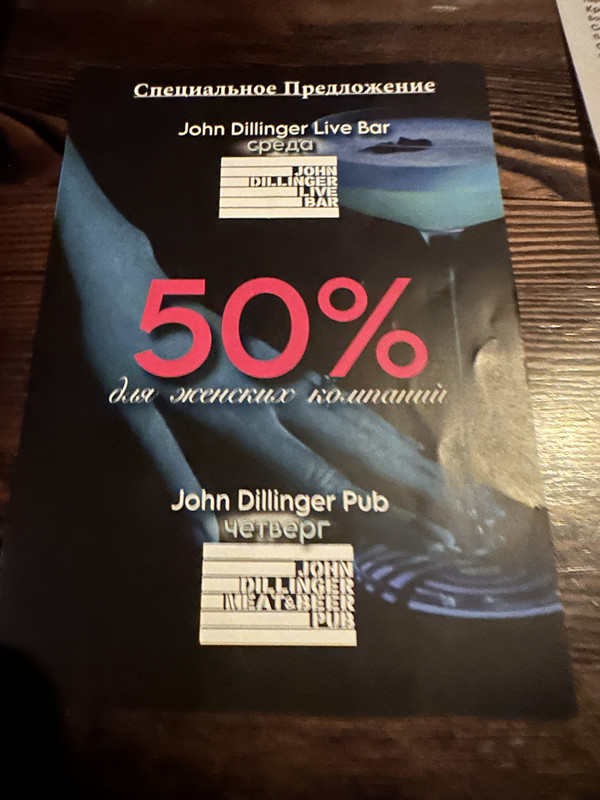 Специальное Предложение
John Dillinger Live Bar
среда
JOHN
DILLINGER
LIVE
BAR
50%
для женских компаний
John Dillinger Pub
четверг
JOHN
DILLINGER
MEAT&BEER
PUB